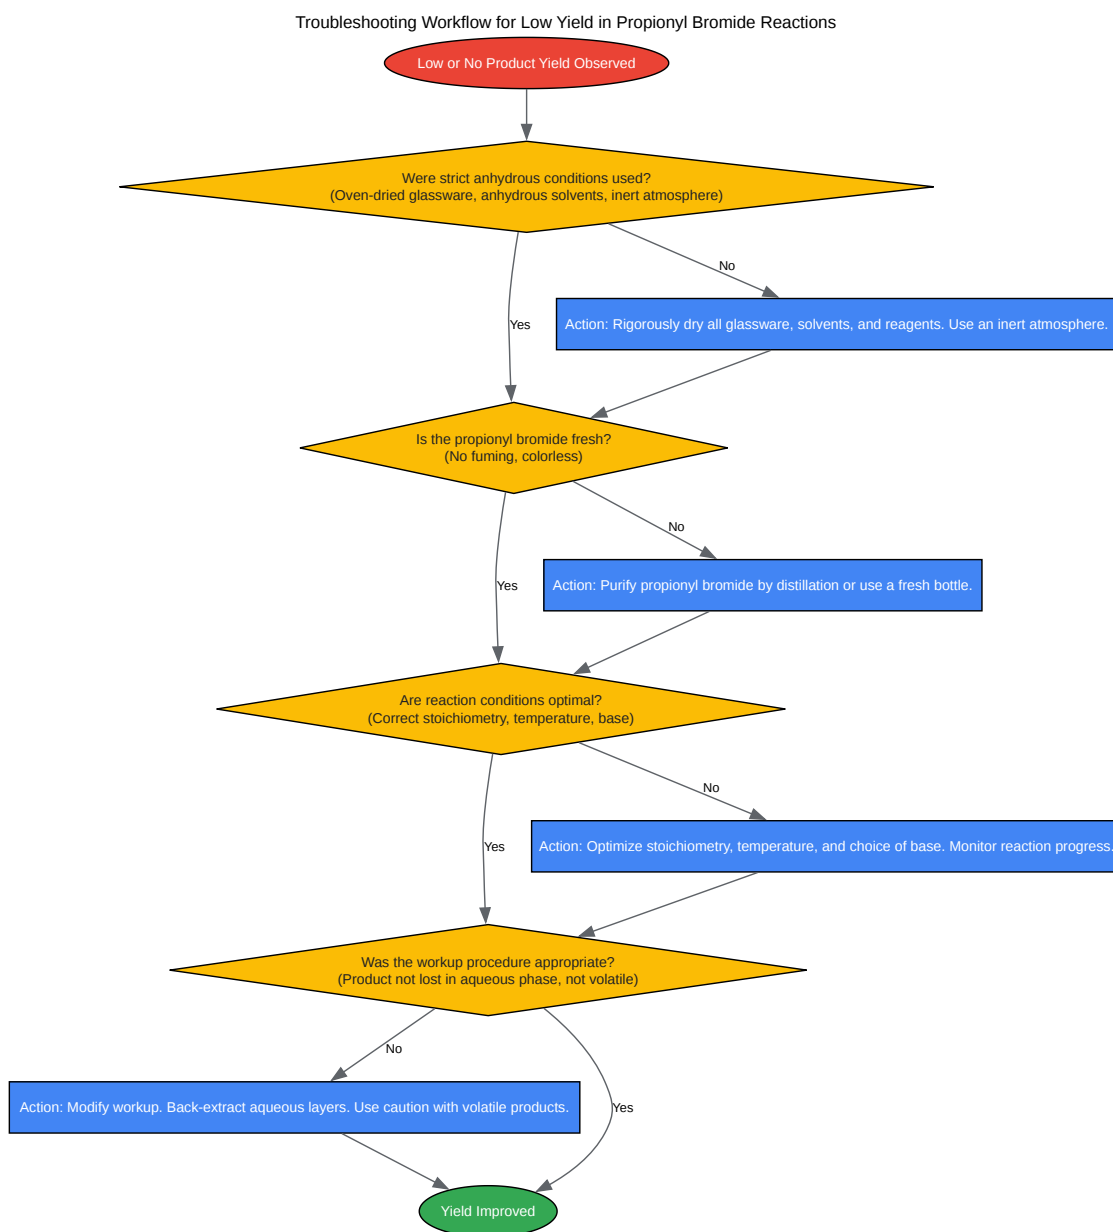 Troubleshooting Workflow for Low Yield in Propionyl Bromide Reactions
Low or No Product Yield Observed
Were strict anhydrous conditions used?
(Oven-dried glassware, anhydrous solvents, inert atmosphere)
No
Yes
Action: Rigorously dry all glassware, solvents, and reagents. Use an inert atmosphere.
Is the propionyl bromide fresh?
(No fuming, colorless)
No
Yes
Action: Purify propionyl bromide by distillation or use a fresh bottle.
Are reaction conditions optimal?
(Correct stoichiometry, temperature, base)
No
Yes
Action: Optimize stoichiometry, temperature, and choice of base. Monitor reaction progress.
Was the workup procedure appropriate?
(Product not lost in aqueous phase, not volatile)
No
Action: Modify workup. Back-extract aqueous layers. Use caution with volatile products.
Yes
Yield Improved